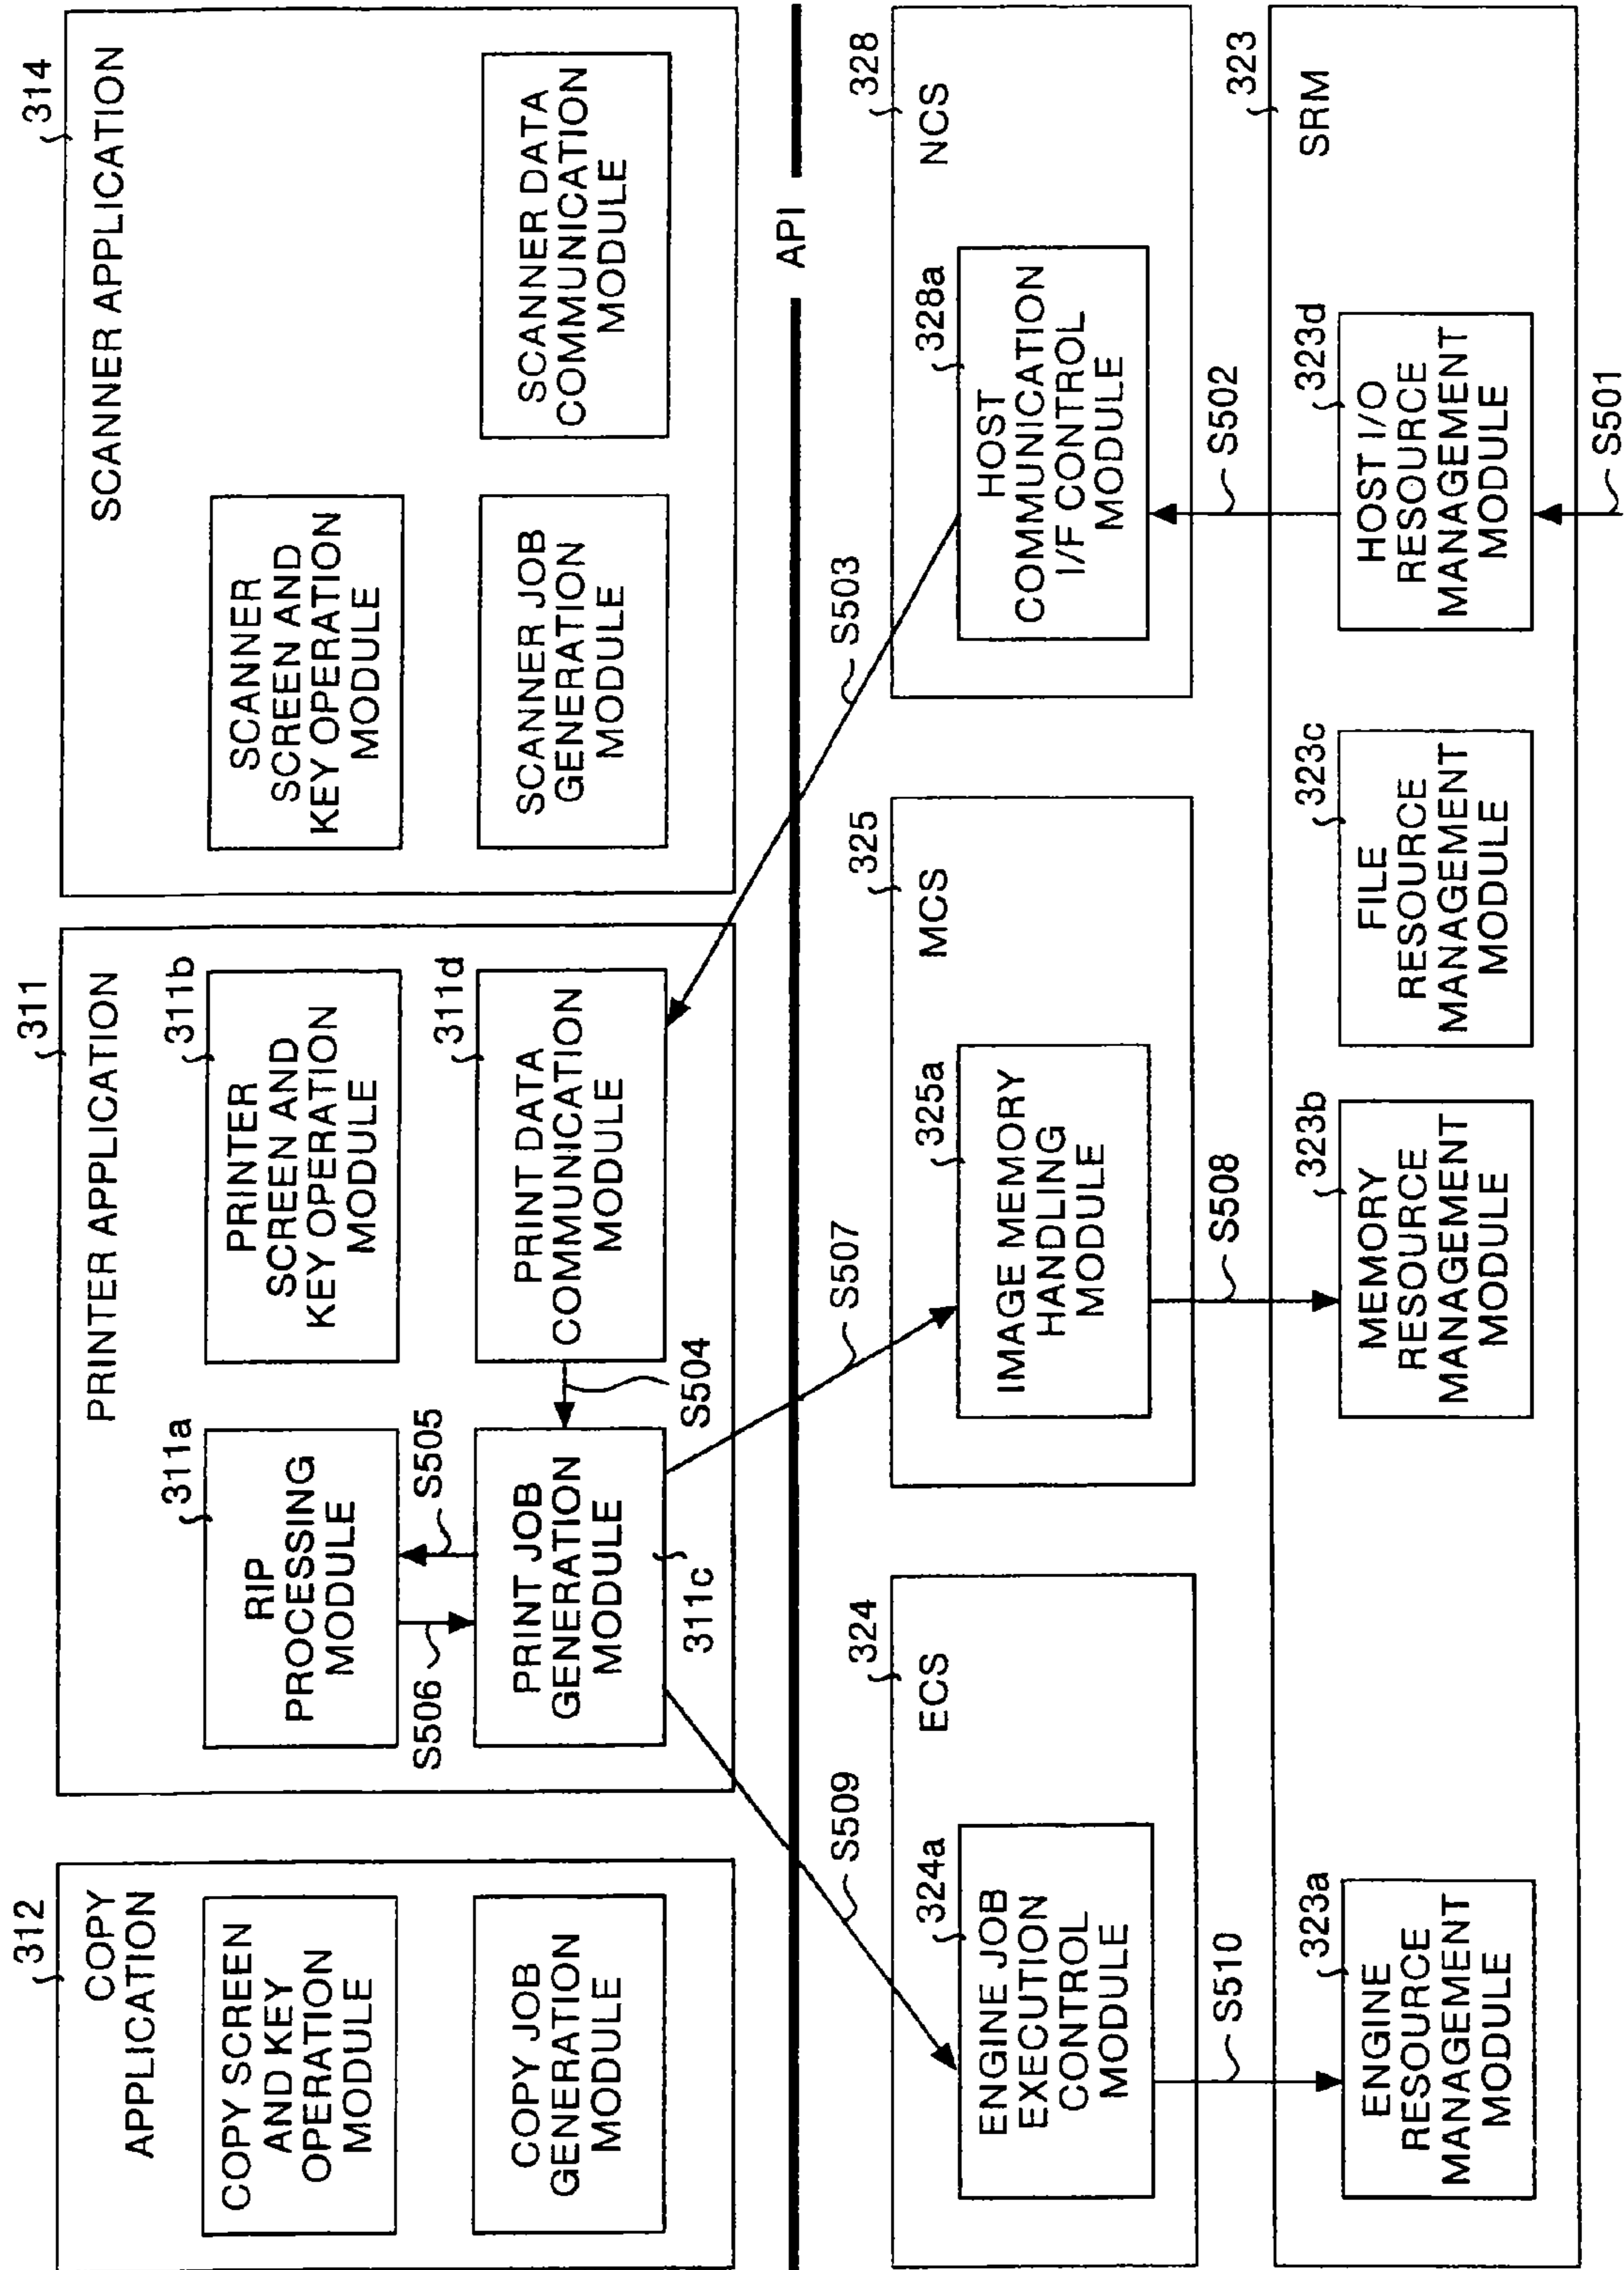 312
COPY
APPLICATION
COPY SCREEN
AND KEY
OPERATION
MODULE
COPY JOB
GENERATION
MODULE
311
PRINTER APPLICATION
311a
RIP
PROCESSING
MODULE
311b
PRINTER
SCREEN AND
KEY OPERATION
MODULE
S506
S505
PRINT JOB
GENERATION
MODULE
311c
S504
311d
PRINT DATA
COMMUNICATION
MODULE
314
SCANNER APPLICATION
SCANNER
SCREEN AND
KEY OPERATION
MODULE
SCANNER JOB
GENERATION
MODULE
SCANNER DATA
COMMUNICATION
MODULE
API
S509
S507
S503
324
ECS
324a
ENGINE JOB
EXECUTION
CONTROL
MODULE
325
MCS
325a
IMAGE MEMORY
HANDLING
MODULE
328
NCS
328a
HOST
COMMUNICATION
I/F CONTROL
MODULE
S510
S508
S502
323
SRM
323a
ENGINE
RESOURCE
MANAGEMENT
MODULE
323b
MEMORY
RESOURCE
MANAGEMENT
MODULE
323c
FILE
RESOURCE
MANAGEMENT
MODULE
323d
HOST I/O
RESOURCE
MANAGEMENT
MODULE
S501